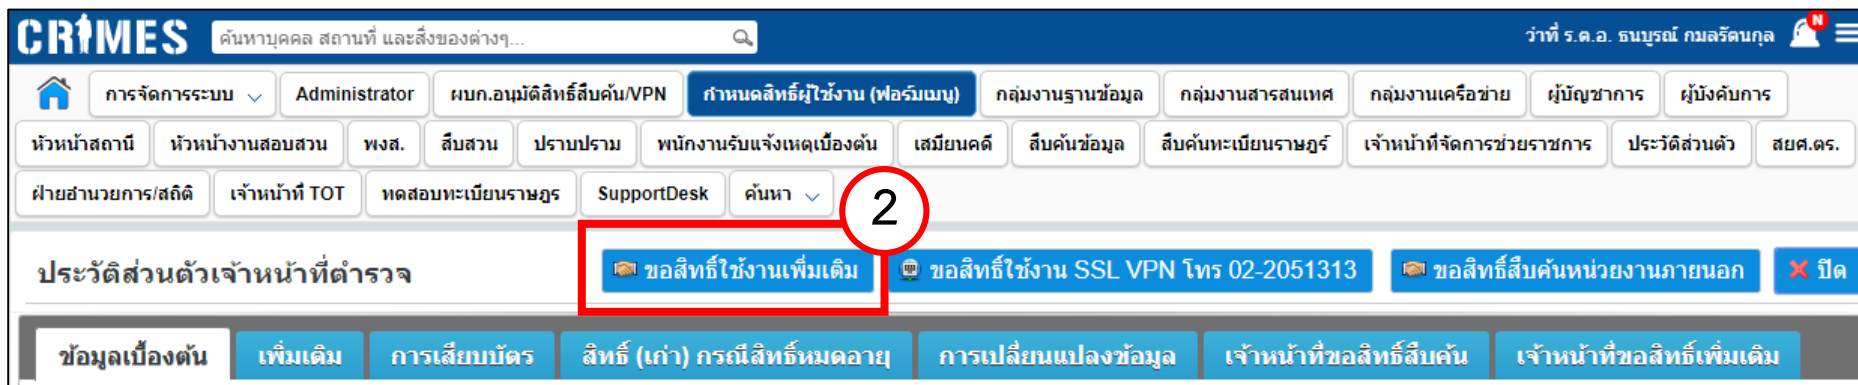 CRIMES ค้นหาบุคคล สถานที่ และสิ่งของต่างๆ... ว่าที่ ร.ต.อ. ธนบูรณ์ กมลรัตนกุล N
การจัดการระบบ Administrator ผบก.อนุมัติสิทธิ์สืบค้น/VPN กำหนดสิทธิ์ผู้ใช้งาน (ฟอร์มเมนู) กลุ่มงานฐานข้อมูล กลุ่มงานสารสนเทศ กลุ่มงานเครือข่าย ผู้บัญชาการ ผู้บังคับการ
หัวหน้าสถานี หัวหน้างานสอบสวน พงส. สืบสวน ปราบปราม พนักงานรับแจ้งเหตุเบื้องต้น เสมียนคดี สืบค้นข้อมูล สืบค้นทะเบียนราษฎร์ เจ้าหน้าที่จัดการช่วยราชการ ประวัติส่วนตัว สยศ.ตร.
ฝ่ายอำนวยการ/สถิติ เจ้าหน้าที่ TOT ทดสอบทะเบียนราษฎร SupportDesk ค้นหา 2
ประวัติส่วนตัวเจ้าหน้าที่ตำรวจ ขอสิทธิ์ใช้งานเพิ่มเติม ขอสิทธิ์ใช้งาน SSL VPN โทร 02-2051313 ขอสิทธิ์สืบค้นหน่วยงานภายนอก ปิด
ข้อมูลเบื้องต้น เพิ่มเติม การเสียบบัตร สิทธิ์ (เก่า) กรณีสิทธิ์หมดอายุ การเปลี่ยนแปลงข้อมูล เจ้าหน้าที่ขอสิทธิ์สืบค้น เจ้าหน้าที่ขอสิทธิ์เพิ่มเติม